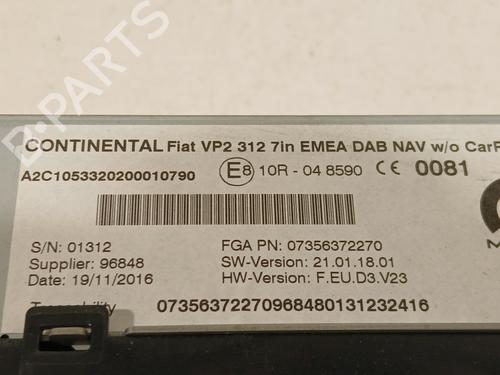 CONTINENTAL Fiat VP2 312 7in EMEA DAB NAV w/o CarP
A2C1053320200010790 E8 10R - 04 8590 CE 0081
S/N: 01312 FGA PN: 07356372270
Supplier: 96848 SW-Version: 21.01.18.01
Date: 19/11/2016 HW-Version: F.EU.D3.V23
Traceability 07356372270968480131232416